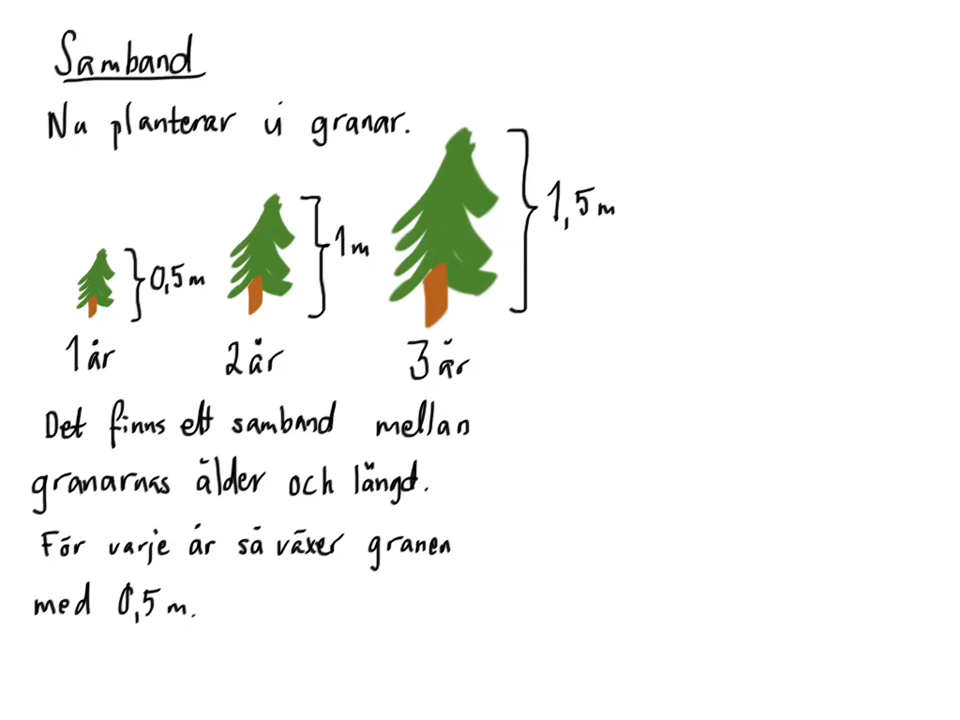 Samband
Nu planterar vi granar.
0,5 m
1 m
1,5 m
1 år
2 år
3 år
Det finns ett samband mellan
granarnas ålder och längd.
För varje år så växer granen
med 0,5 m.